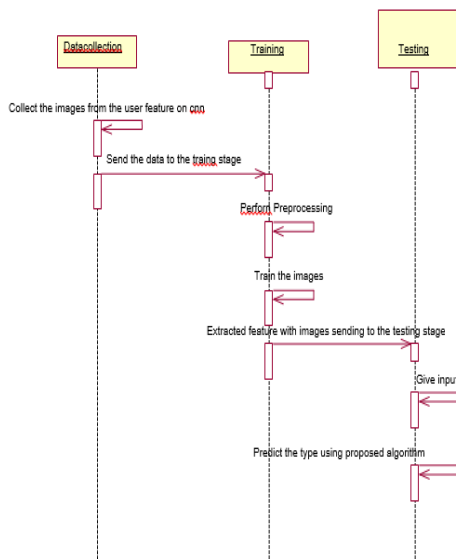 Datacollection
Training
Testing
Collect the images from the user feature on cnn
Send the data to the traing stage
Perforn Preprocessing
Train the images
Extracted feature with images sending to the testing stage
Give input
Predict the type using proposed algorithm